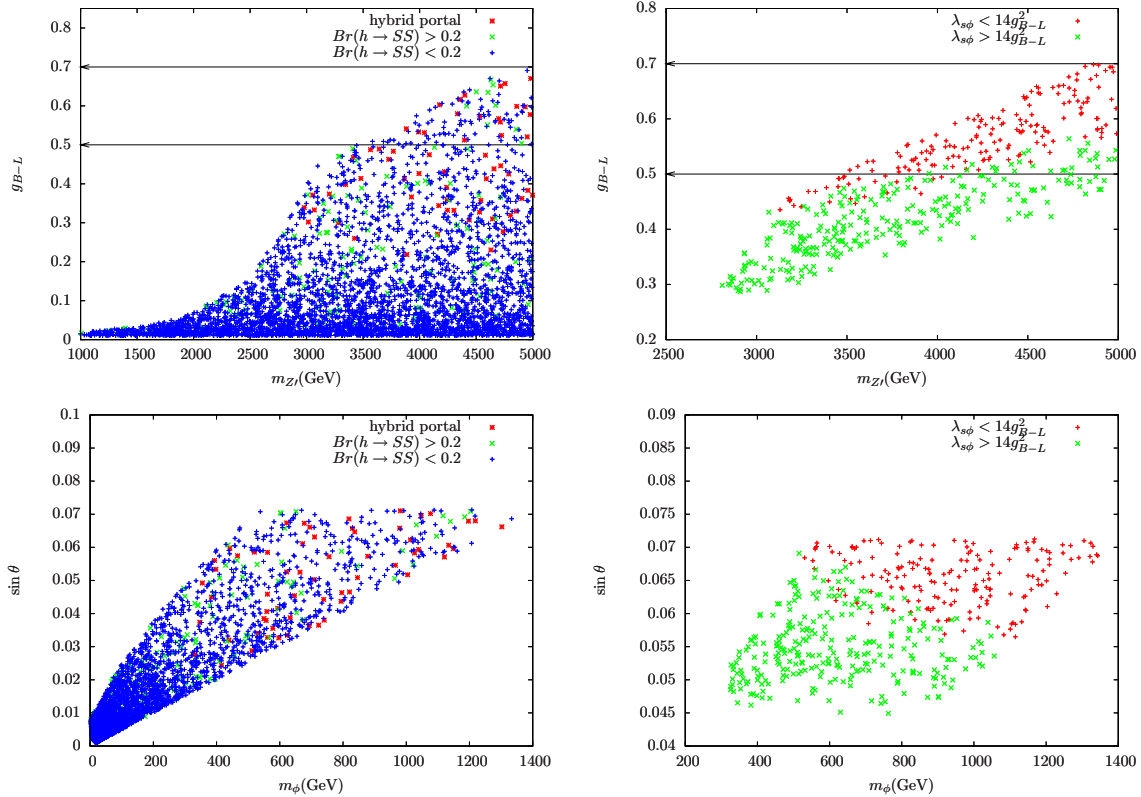 0.8
0.7
0.6
0.5
0.4
0.3
0.2
0.1
0
g_{B-L}
hybrid portal
Br(h → SS) > 0.2
Br(h → SS) < 0.2
1000 1500 2000 2500 3000 3500 4000 4500 5000
m_{Z′}(GeV)
0.8
0.7
0.6
0.5
0.4
0.3
0.2
g_{B-L}
λ_{sφ} < 14g²_{B-L}
λ_{sφ} > 14g²_{B-L}
2500 3000 3500 4000 4500 5000
m_{Z′}(GeV)
0.1
0.09
0.08
0.07
0.06
0.05
0.04
0.03
0.02
0.01
0
sin θ
hybrid portal
Br(h → SS) > 0.2
Br(h → SS) < 0.2
0 200 400 600 800 1000 1200 1400
m_φ(GeV)
0.09
0.085
0.08
0.075
0.07
0.065
0.06
0.055
0.05
0.045
0.04
sin θ
λ_{sφ} < 14g²_{B-L}
λ_{sφ} > 14g²_{B-L}
200 400 600 800 1000 1200 1400
m_φ(GeV)